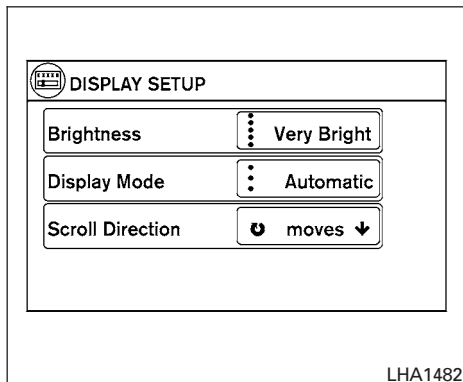 DISPLAY SETUP
Brightness Very Bright
Display Mode Automatic
Scroll Direction ↻ moves ↓
LHA1482